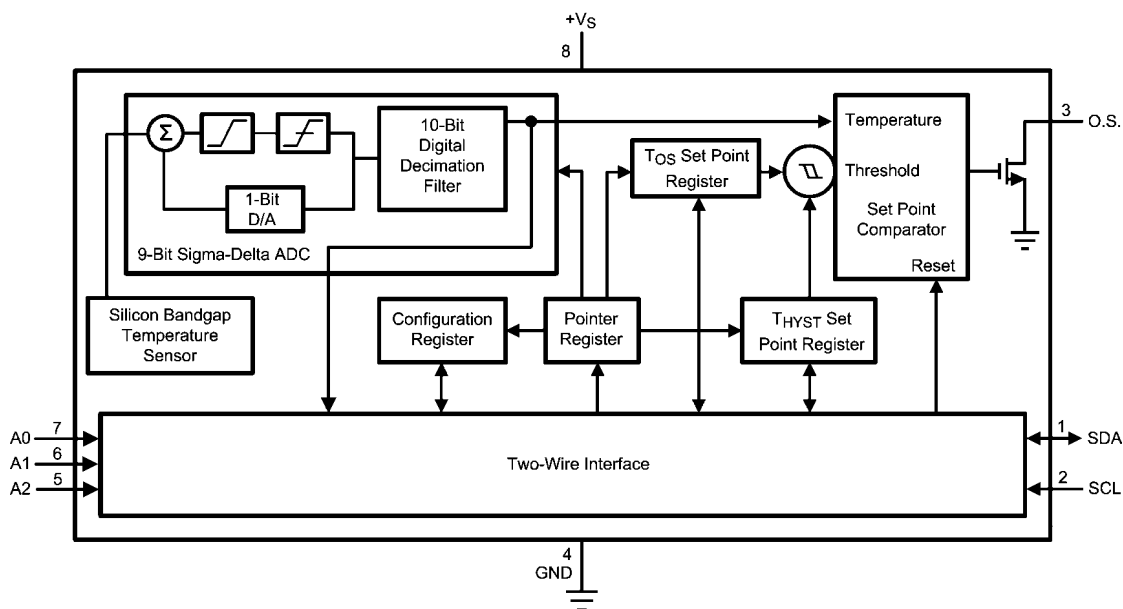 +VS
8
Σ
10-Bit
Digital
Decimation
Filter
1-Bit
D/A
9-Bit Sigma-Delta ADC
TOS Set Point
Register
Temperature
Threshold
Set Point
Comparator
Reset
3
O.S.
Silicon Bandgap
Temperature
Sensor
Configuration
Register
Pointer
Register
THYST Set
Point Register
A0
7
A1
6
A2
5
Two-Wire Interface
1
SDA
2
SCL
4
GND